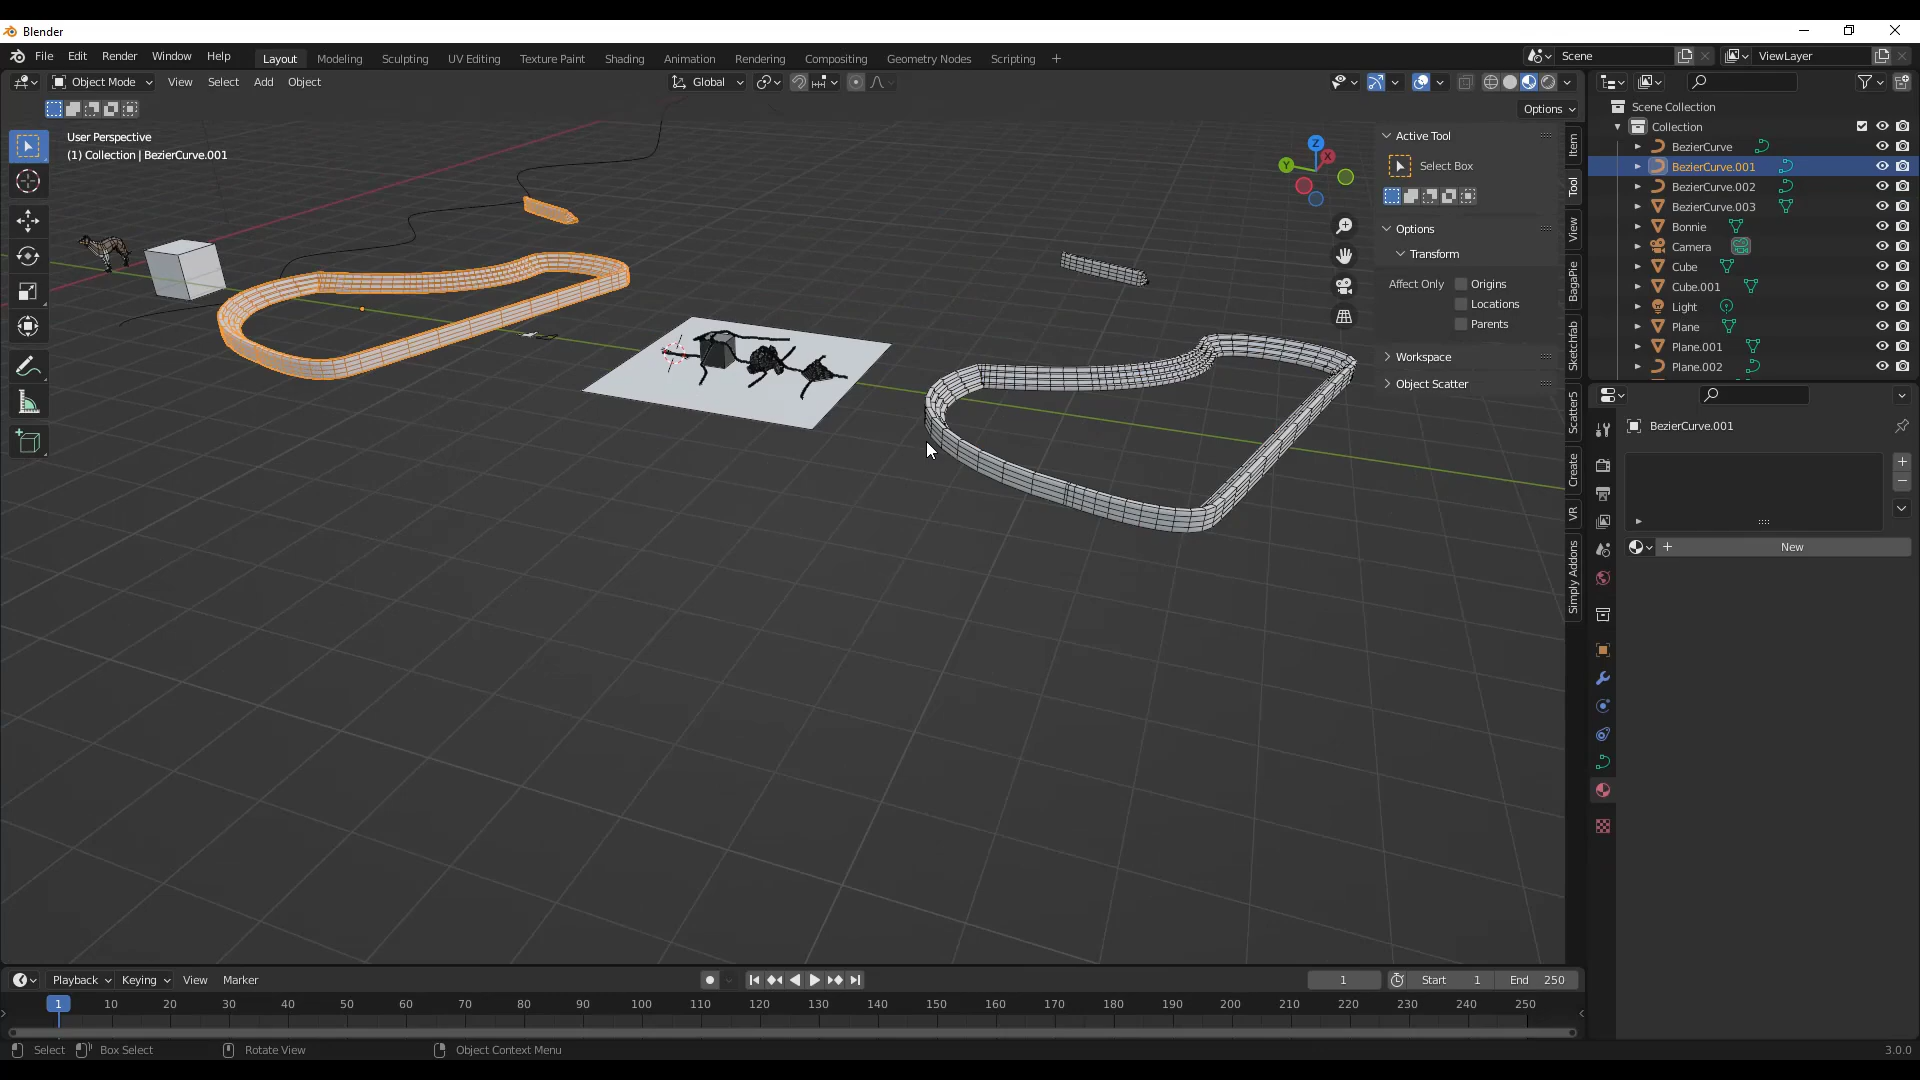 Blender
File Edit Render Window Help Layout Modeling Sculpting UV Editing Texture Paint Shading Animation Rendering Compositing Geometry Nodes Scripting + Scene ViewLayer
Object Mode View Select Add Object Global
Options
User Perspective
(1) Collection | BezierCurve.001
Active Tool
Select Box
Options
Transform
Affect Only Origins
Locations
Parents
Workspace
Object Scatter
Z
X
Y
Item
Tool
View
BagaPie
Sketchfab
Scatter5
Create
VR
Simply Addons
Scene Collection
Collection
BezierCurve
BezierCurve.001
BezierCurve.002
BezierCurve.003
Bonnie
Camera
Cube
Cube.001
Light
Plane
Plane.001
Plane.002
BezierCurve.001
New
Playback Keying View Marker 1 Start 1 End 250
1 10 20 30 40 50 60 70 80 90 100 110 120 130 140 150 160 170 180 190 200 210 220 230 240 250
Select Box Select Rotate View Object Context Menu 3.0.0